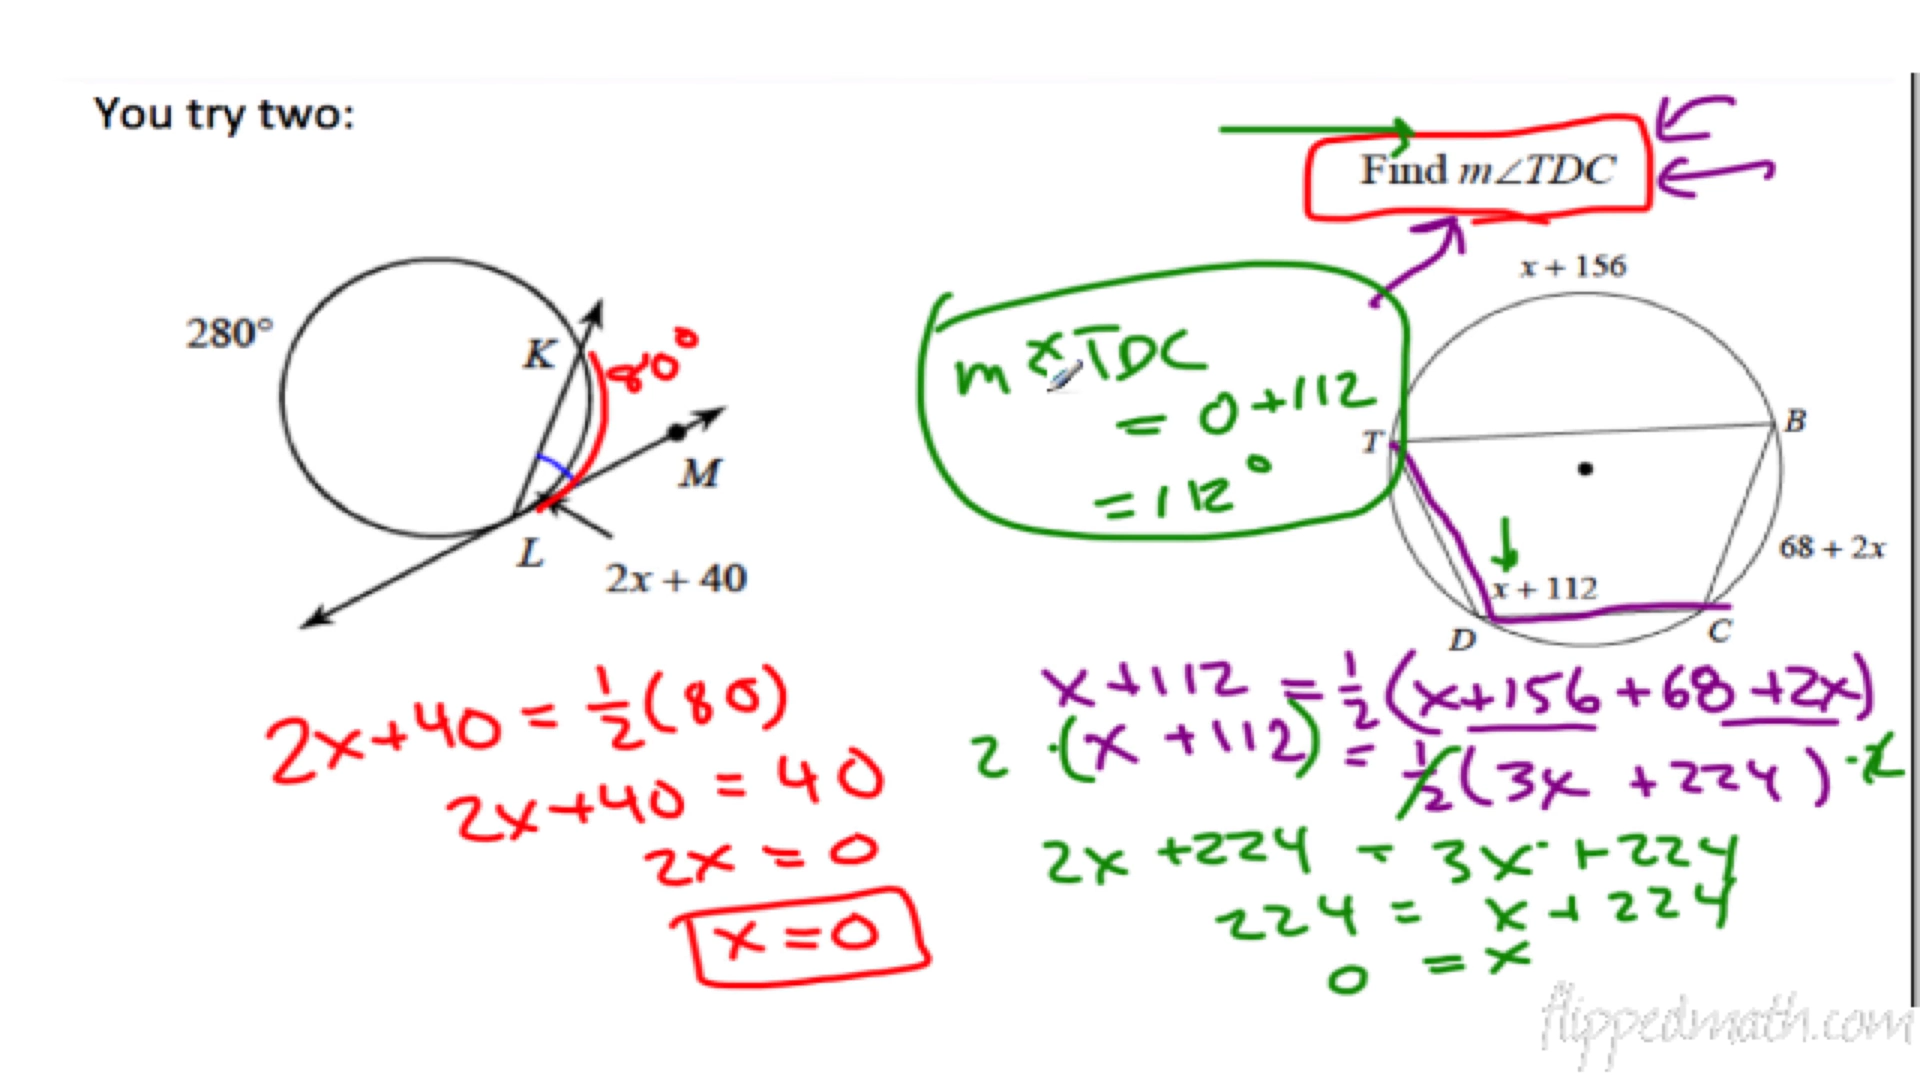 You try two:
Find m∠TDC
280°
K
80°
M
L
2x + 40
2x+40 = 1/2(80)
2x+40 = 40
2x = 0
x = 0
m∡TDC
= 0+112
= 112°
x + 156
T
B
68 + 2x
x + 112
D
C
x+112 = 1/2(x+156+68+2x)
2·(x+112) = 1/2(3x+224)·2
2x+224 = 3x+224
224 = x+224
0 = x
flippedmath.com